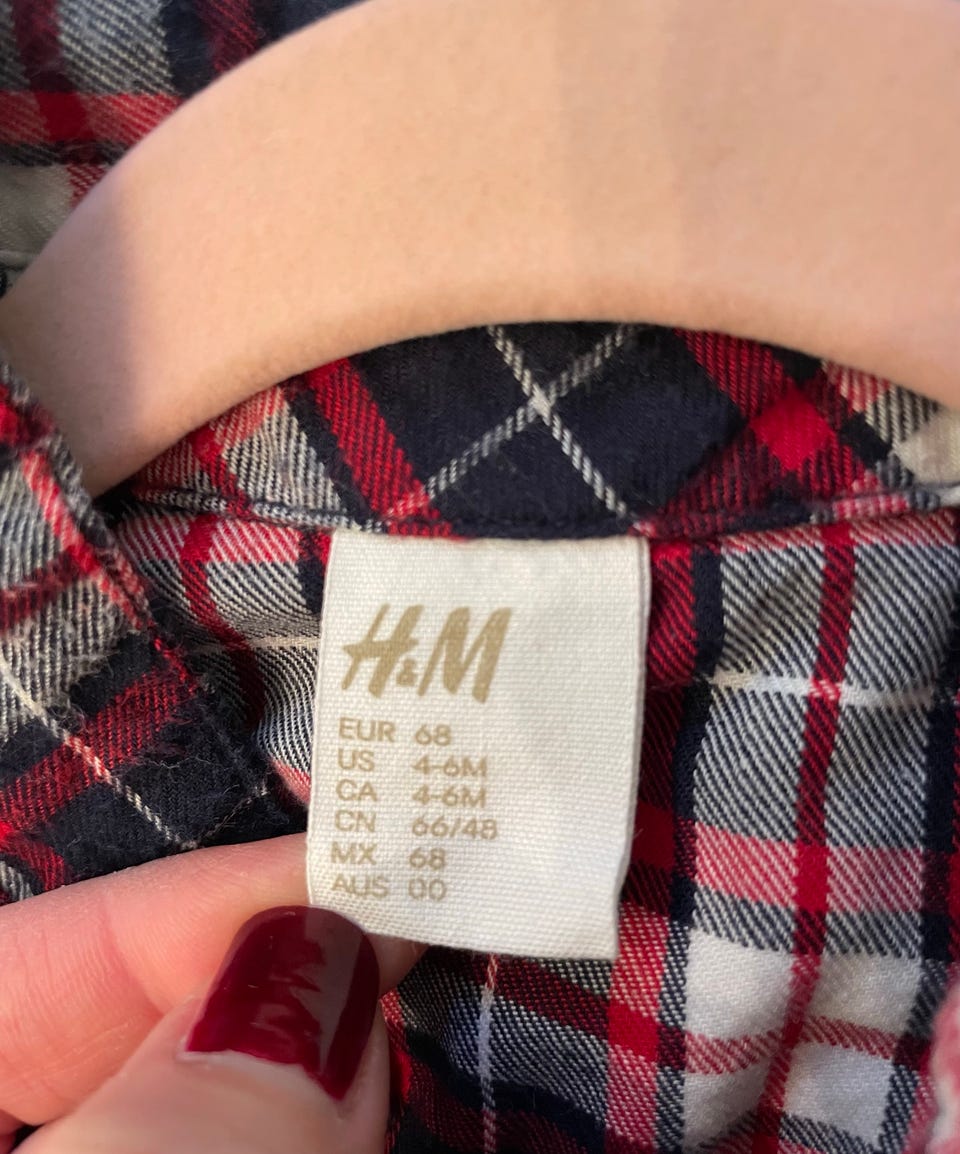 H&M
EUR 68
US 4-6M
CA 4-6M
CN 66/48
MX 68
AUS 00